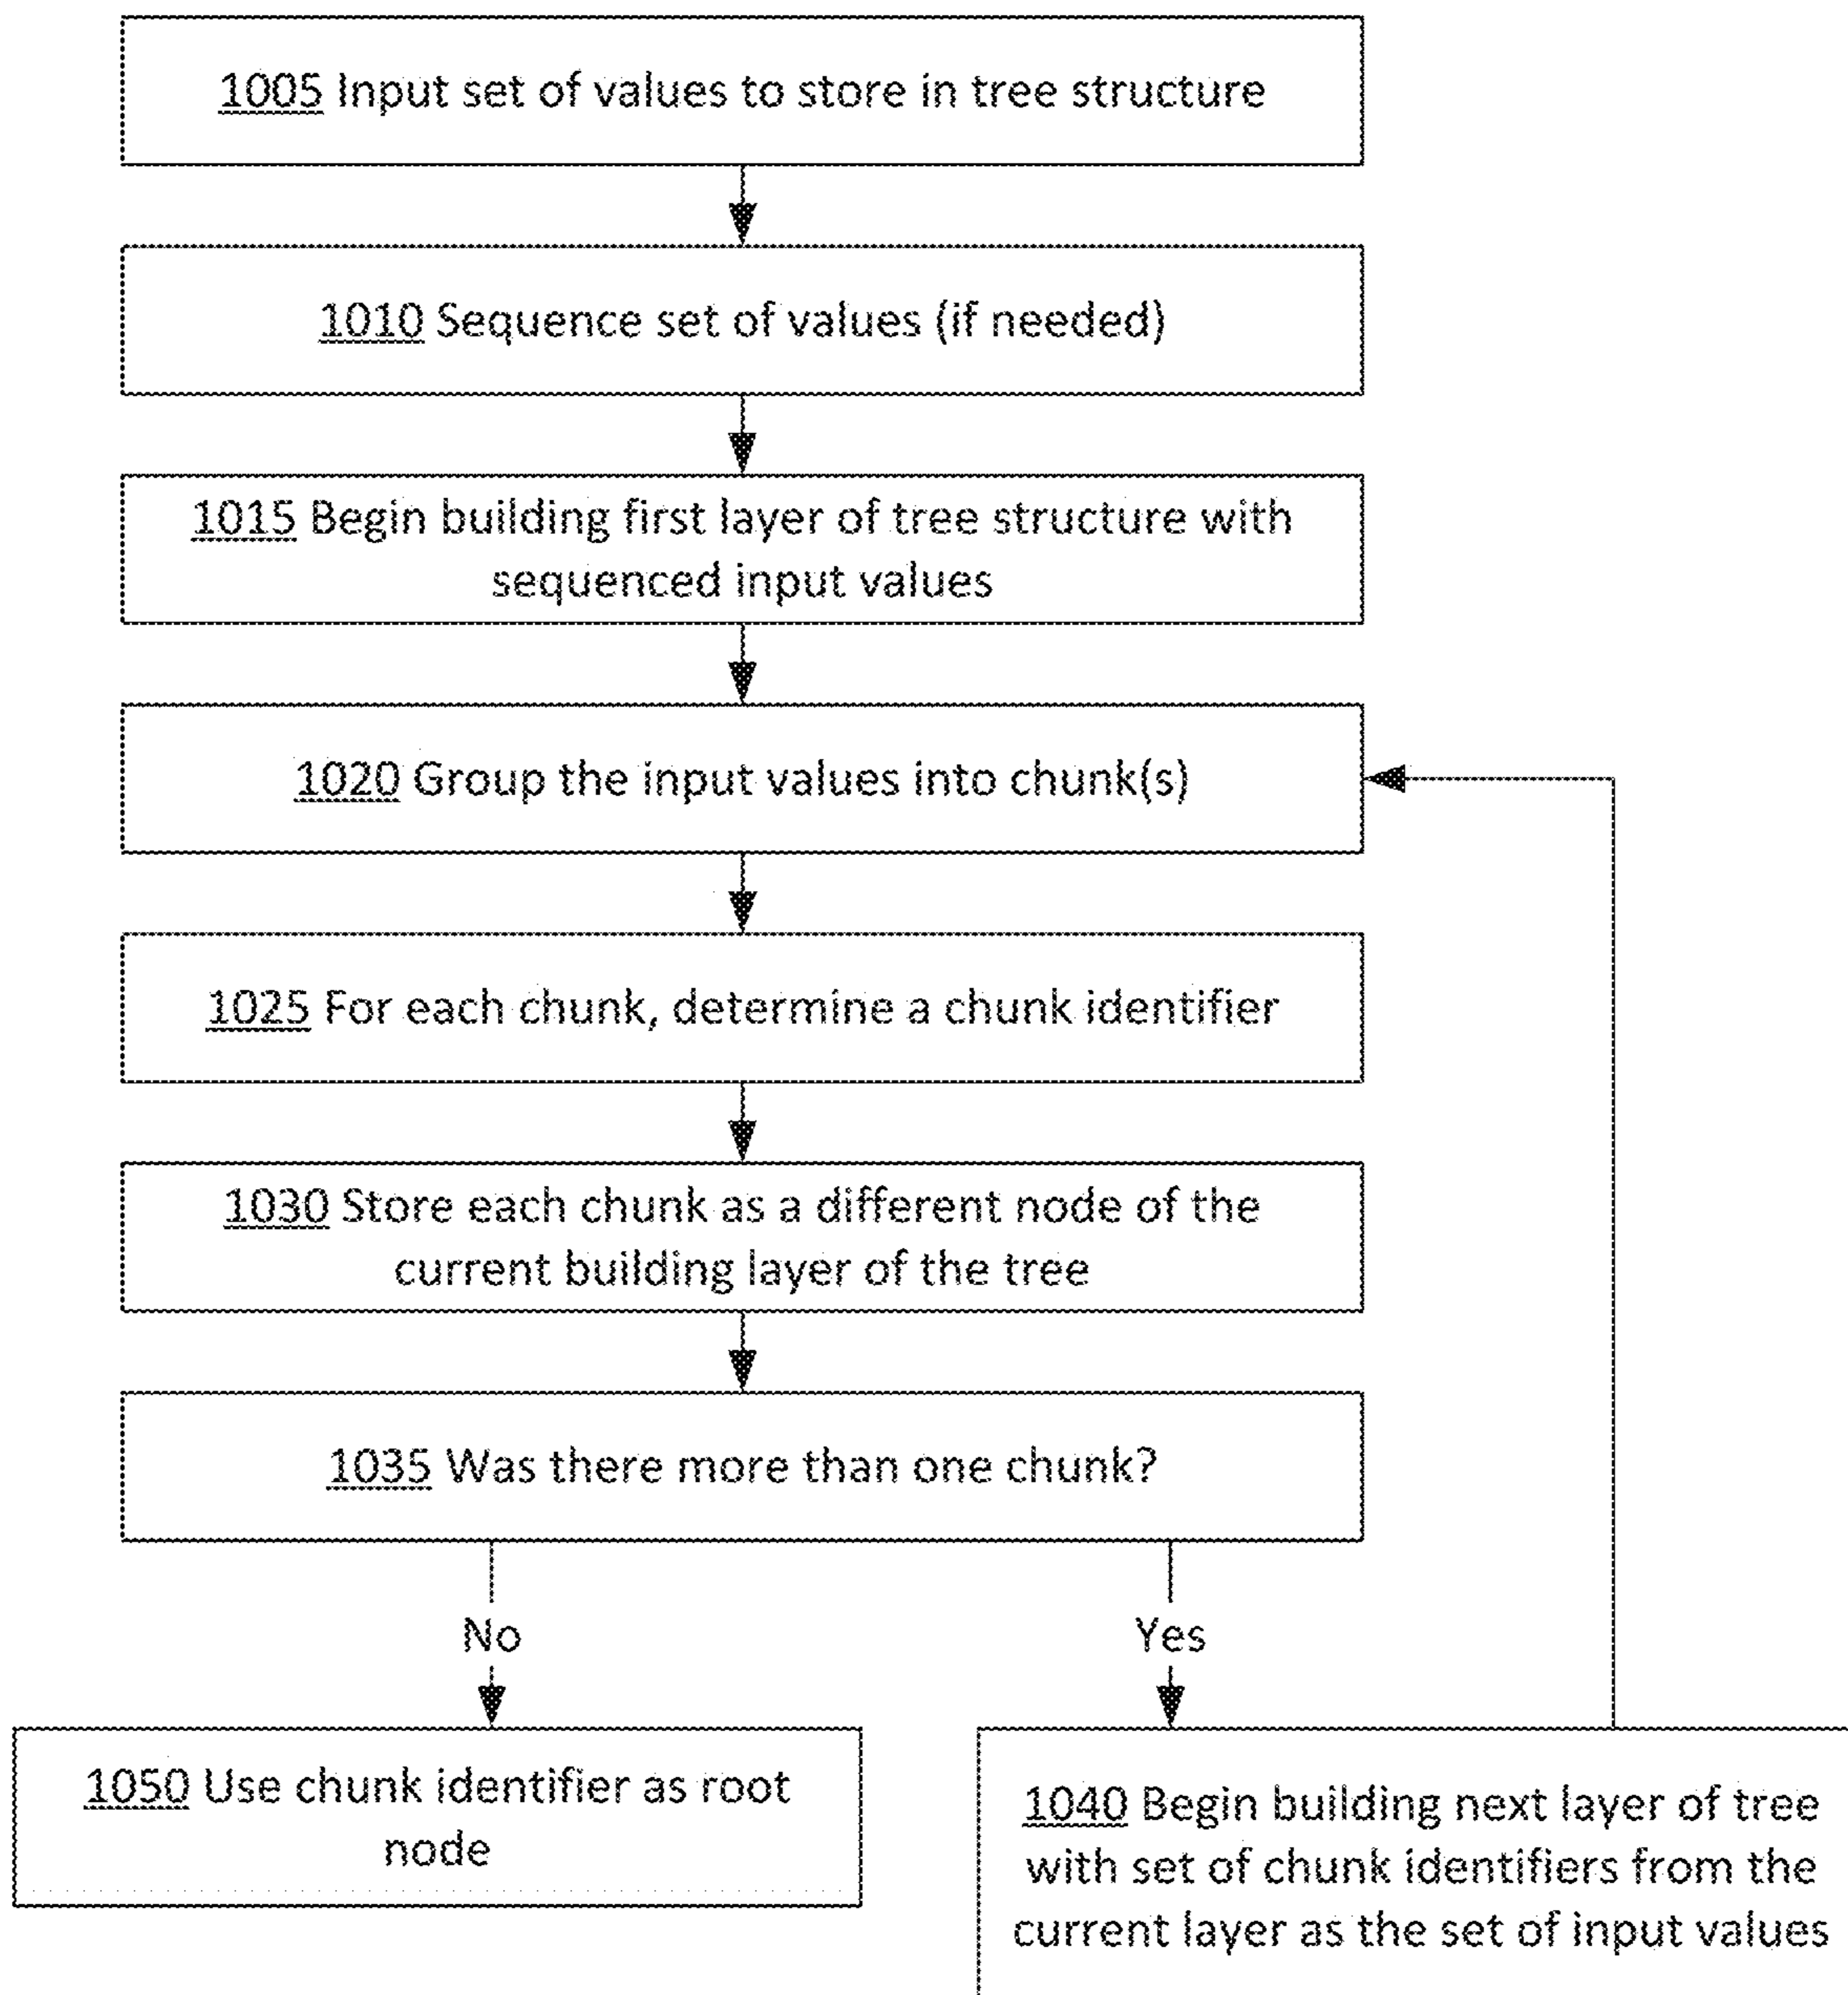 1005 Input set of values to store in tree structure
1010 Sequence set of values (if needed)
1015 Begin building first layer of tree structure with
sequenced input values
1020 Group the input values into chunk(s)
1025 For each chunk, determine a chunk identifier
1030 Store each chunk as a different node of the
current building layer of the tree
1035 Was there more than one chunk?
No
Yes
1050 Use chunk identifier as root
node
1040 Begin building next layer of tree
with set of chunk identifiers from the
current layer as the set of input values